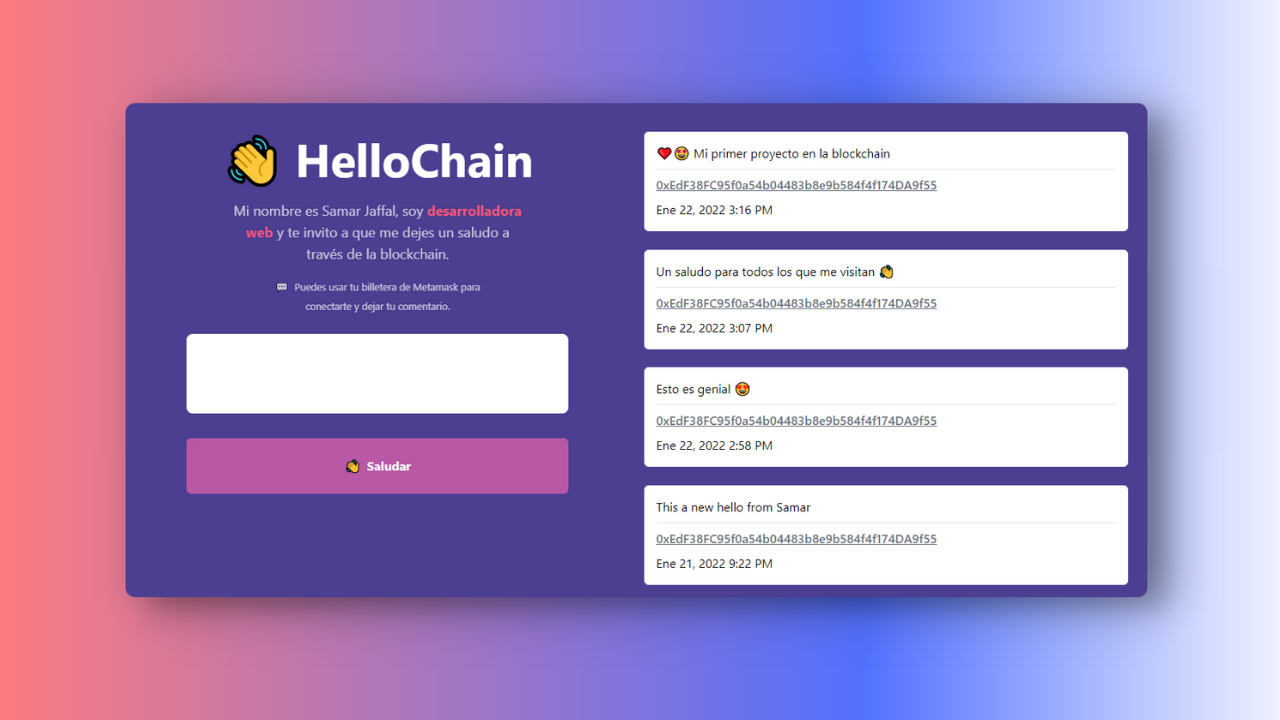 👋 HelloChain
Mi nombre es Samar Jaffal, soy desarrolladora
web y te invito a que me dejes un saludo a
través de la blockchain.
💬 Puedes usar tu billetera de Metamask para
conectarte y dejar tu comentario.
👋 Saludar
❤️🤩 Mi primer proyecto en la blockchain
0xEdF38FC95f0a54b04483b8e9b584f4f174DA9f55
Ene 22, 2022 3:16 PM
Un saludo para todos los que me visitan 👋
0xEdF38FC95f0a54b04483b8e9b584f4f174DA9f55
Ene 22, 2022 3:07 PM
Esto es genial 😍
0xEdF38FC95f0a54b04483b8e9b584f4f174DA9f55
Ene 22, 2022 2:58 PM
This a new hello from Samar
0xEdF38FC95f0a54b04483b8e9b584f4f174DA9f55
Ene 21, 2022 9:22 PM